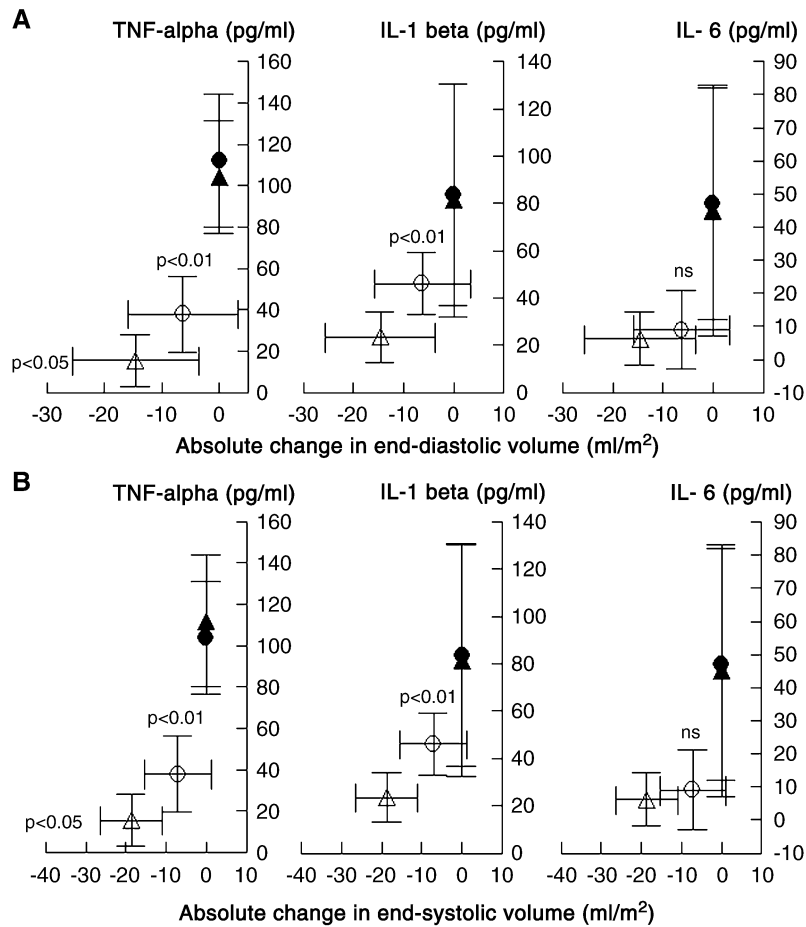 A
TNF-alpha (pg/ml) IL-1 beta (pg/ml) IL- 6 (pg/ml)
160
140
120
100
80
60
40
20
0
p<0.01
p<0.05
-30 -20 -10 0
140
120
100
80
60
40
20
0
p<0.01
-30 -20 -10 0 10
90
80
70
60
50
40
30
20
10
0
-10
ns
-30 -20 -10 0 10
Absolute change in end-diastolic volume (ml/m²)
B
TNF-alpha (pg/ml) IL-1 beta (pg/ml) IL- 6 (pg/ml)
160
140
120
100
80
60
40
20
0
p<0.01
p<0.05
-40 -30 -20 -10 0 10
140
120
100
80
60
40
20
0
p<0.01
-40 -30 -20 -10 0 10
90
80
70
60
50
40
30
20
10
0
-10
ns
-40 -30 -20 -10 0 10
Absolute change in end-systolic volume (ml/m²)